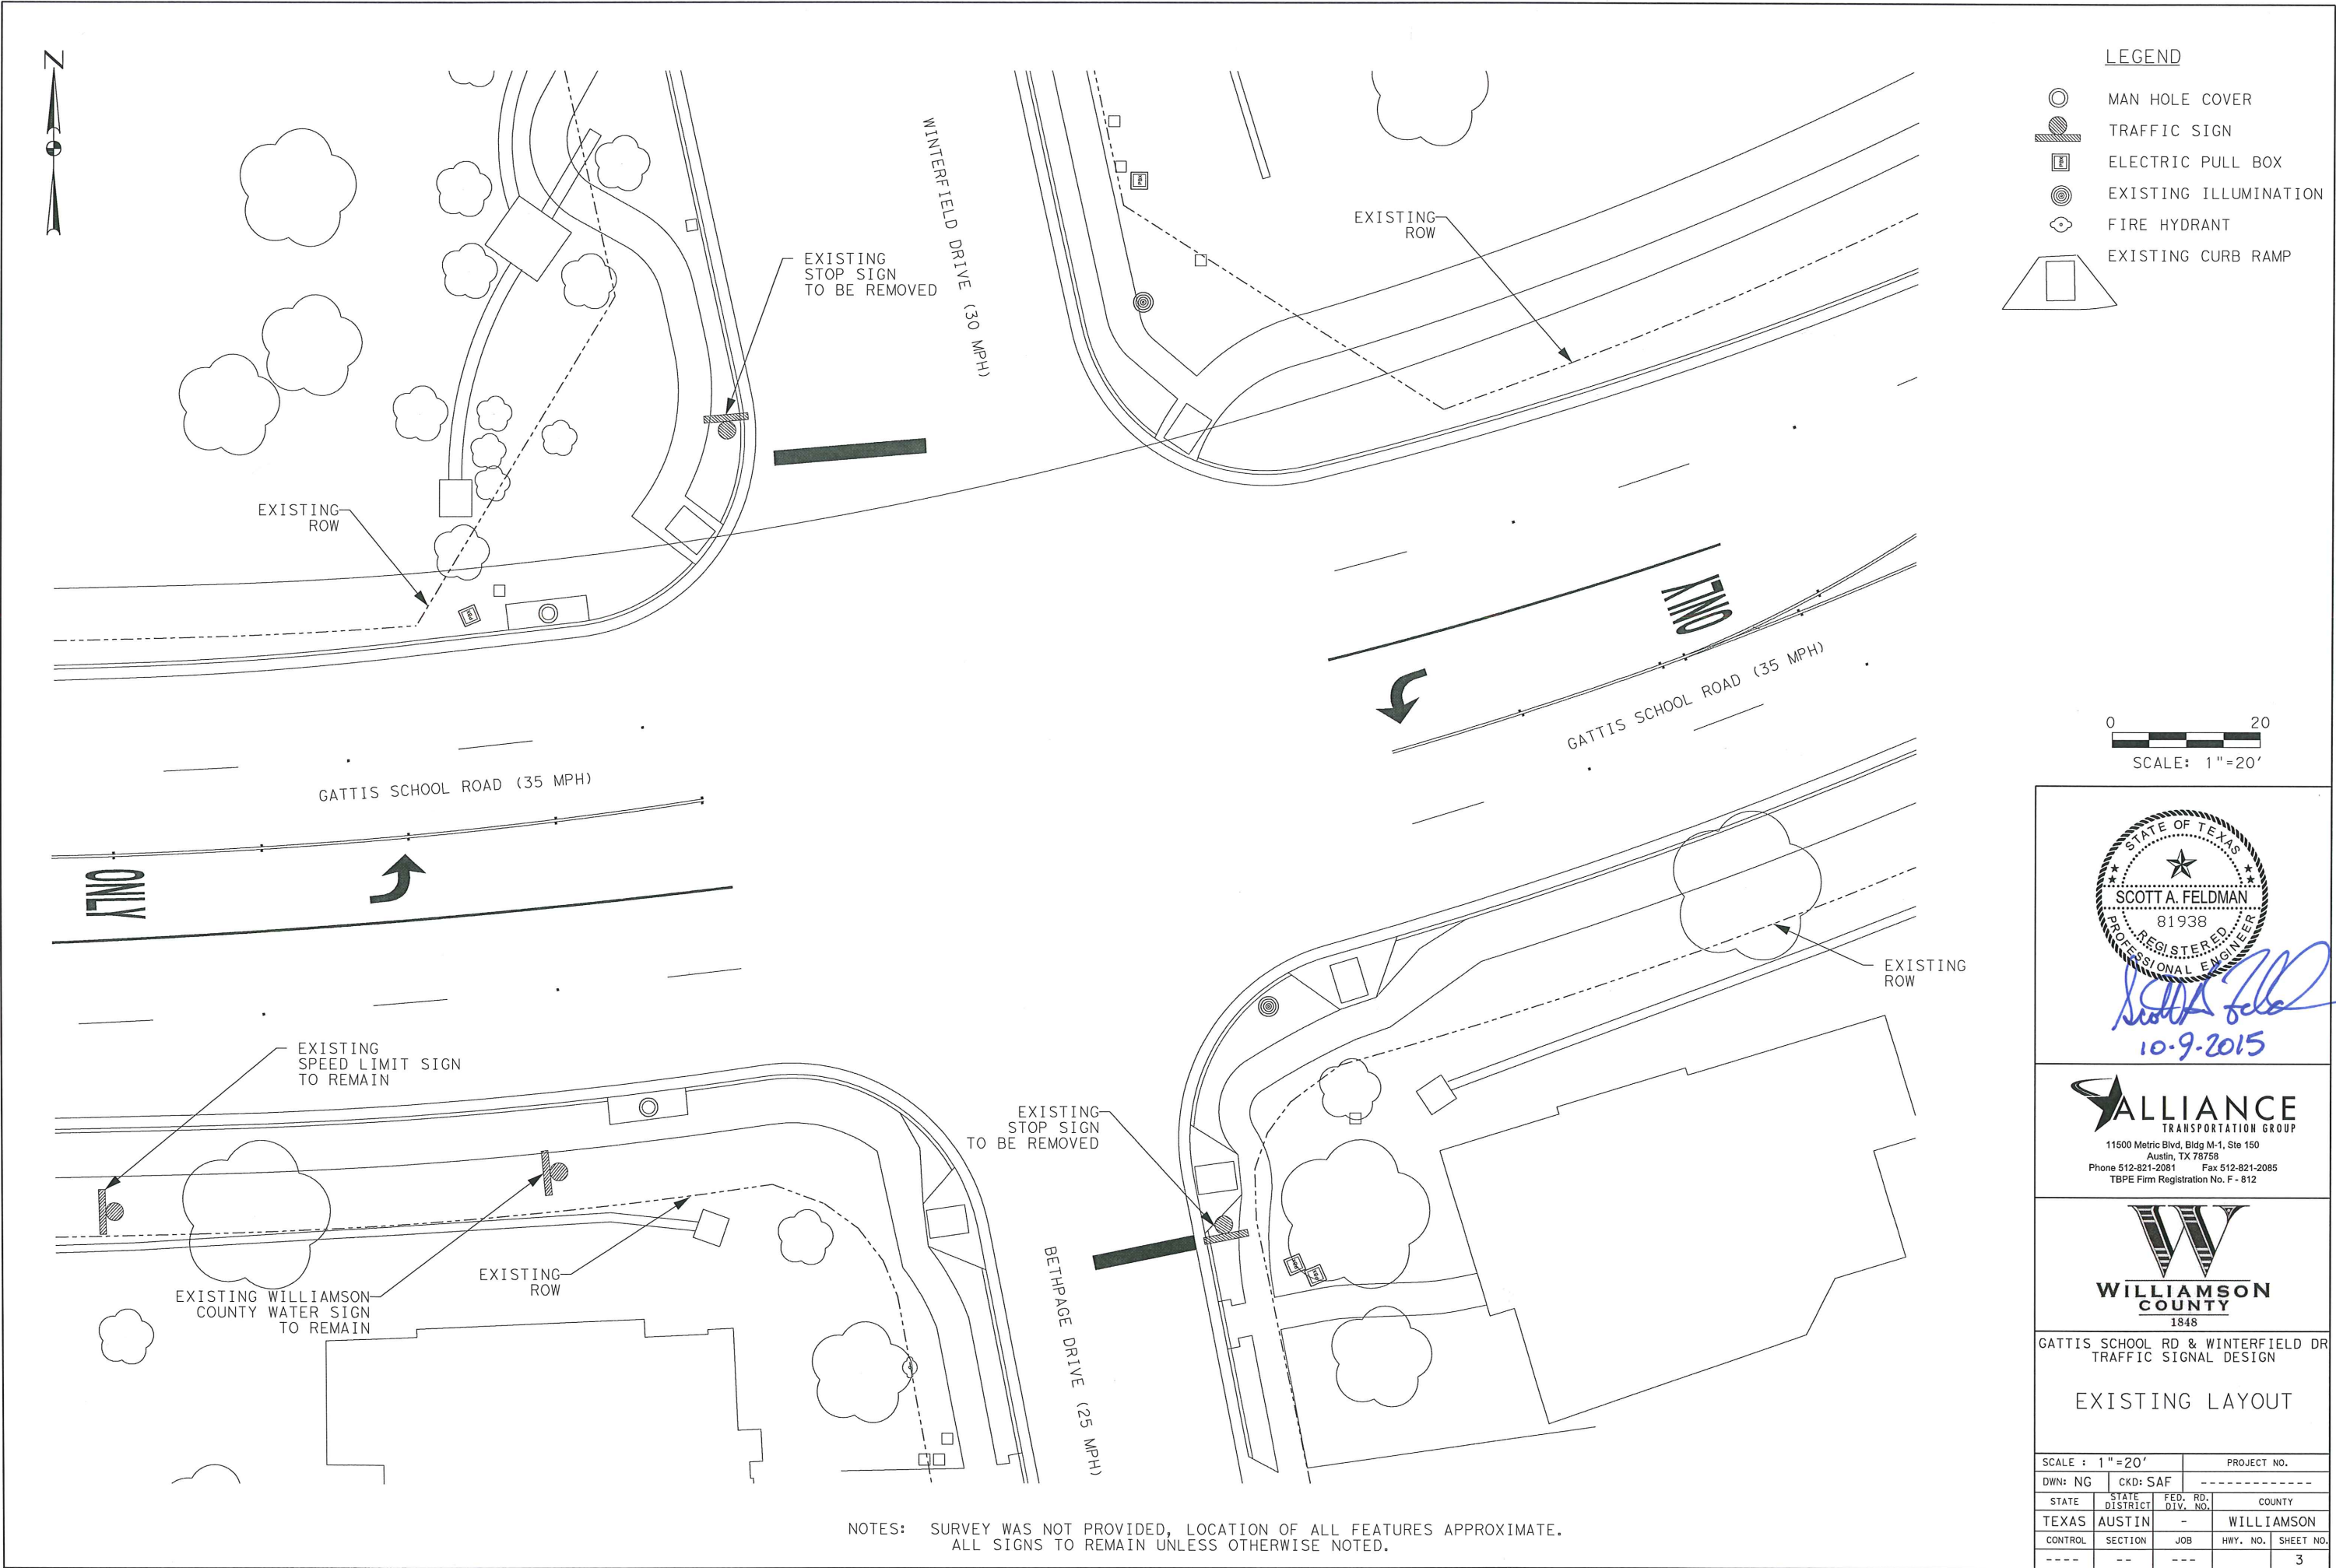 N
LEGEND
MAN HOLE COVER
TRAFFIC SIGN
PBX
ELECTRIC PULL BOX
EXISTING ILLUMINATION
FIRE HYDRANT
EXISTING CURB RAMP
WINTERFIELD DRIVE (30 MPH)
EXISTING
STOP SIGN
TO BE REMOVED
EXISTING
ROW
EXISTING
ROW
ONLY
GATTIS SCHOOL ROAD (35 MPH)
GATTIS SCHOOL ROAD (35 MPH)
ONLY
EXISTING
ROW
EXISTING
SPEED LIMIT SIGN
TO REMAIN
EXISTING
STOP SIGN
TO BE REMOVED
EXISTING WILLIAMSON
COUNTY WATER SIGN
TO REMAIN
EXISTING
ROW
BETHPAGE DRIVE (25 MPH)
NOTES: SURVEY WAS NOT PROVIDED, LOCATION OF ALL FEATURES APPROXIMATE.
ALL SIGNS TO REMAIN UNLESS OTHERWISE NOTED.
0 20
SCALE: 1"=20'
STATE OF TEXAS
SCOTT A. FELDMAN
81938
REGISTERED
PROFESSIONAL ENGINEER
10-9-2015
ALLIANCE
TRANSPORTATION GROUP
11500 Metric Blvd, Bldg M-1, Ste 150
Austin, TX 78758
Phone 512-821-2081 Fax 512-821-2085
TBPE Firm Registration No. F - 812
W
WILLIAMSON
COUNTY
1848
GATTIS SCHOOL RD & WINTERFIELD DR
TRAFFIC SIGNAL DESIGN
EXISTING LAYOUT
SCALE : 1"=20' PROJECT NO.
DWN: NG CKD: SAF -------------
STATE STATE DISTRICT FED. RD. DIV. NO. COUNTY
TEXAS AUSTIN - WILLIAMSON
CONTROL SECTION JOB HWY. NO. SHEET NO.
---- -- --- 3